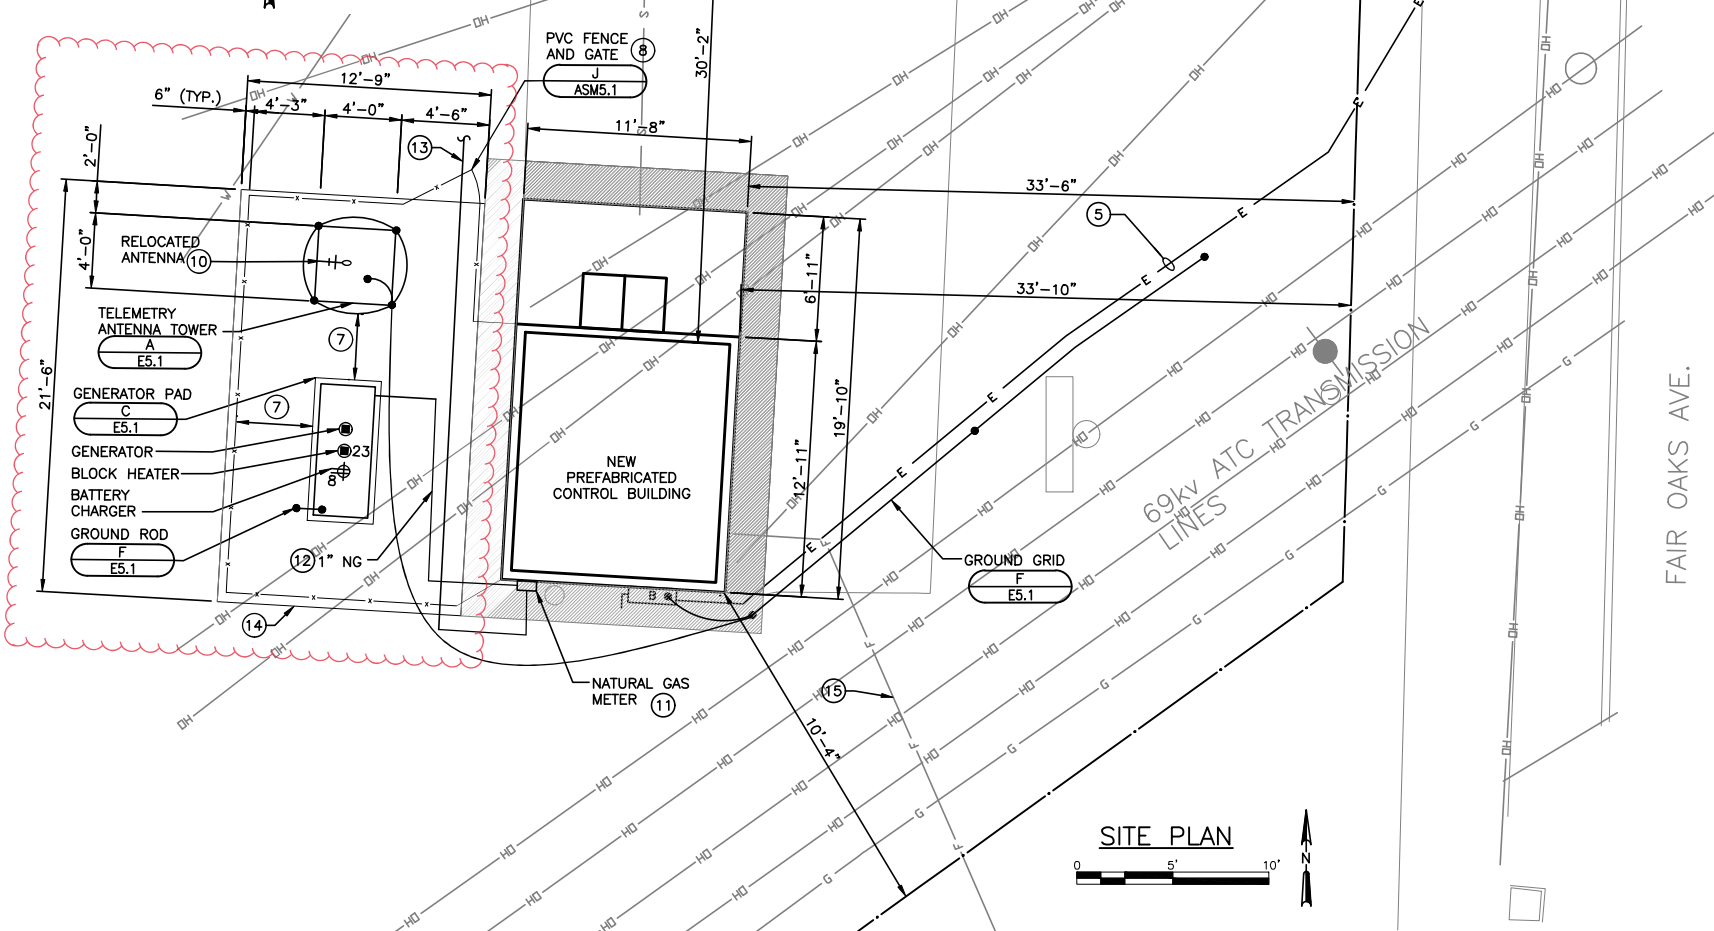 PVC FENCE
AND GATE 8
J
ASM5.1
12'-9"
6" (TYP.)
4'-3"
4'-0"
4'-6"
30'-2"
11'-8"
13
2'-0"
4'-0"
21'-6"
RELOCATED
ANTENNA 10
TELEMETRY
ANTENNA TOWER
A
E5.1
7
GENERATOR PAD
C
E5.1
7
GENERATOR
BLOCK HEATER
23
BATTERY
CHARGER
8
GROUND ROD
F
E5.1
12 1" NG
14
NEW
PREFABRICATED
CONTROL BUILDING
B
6'-11"
12'-11"
19'-10"
33'-6"
33'-10"
5
GROUND GRID
F
E5.1
NATURAL GAS
METER 11
15
10'-4"
69kv ATC TRANSMISSION
LINES
FAIR OAKS AVE.
SITE PLAN
0 5' 10'
N
OH
E
G
F
S
W
x